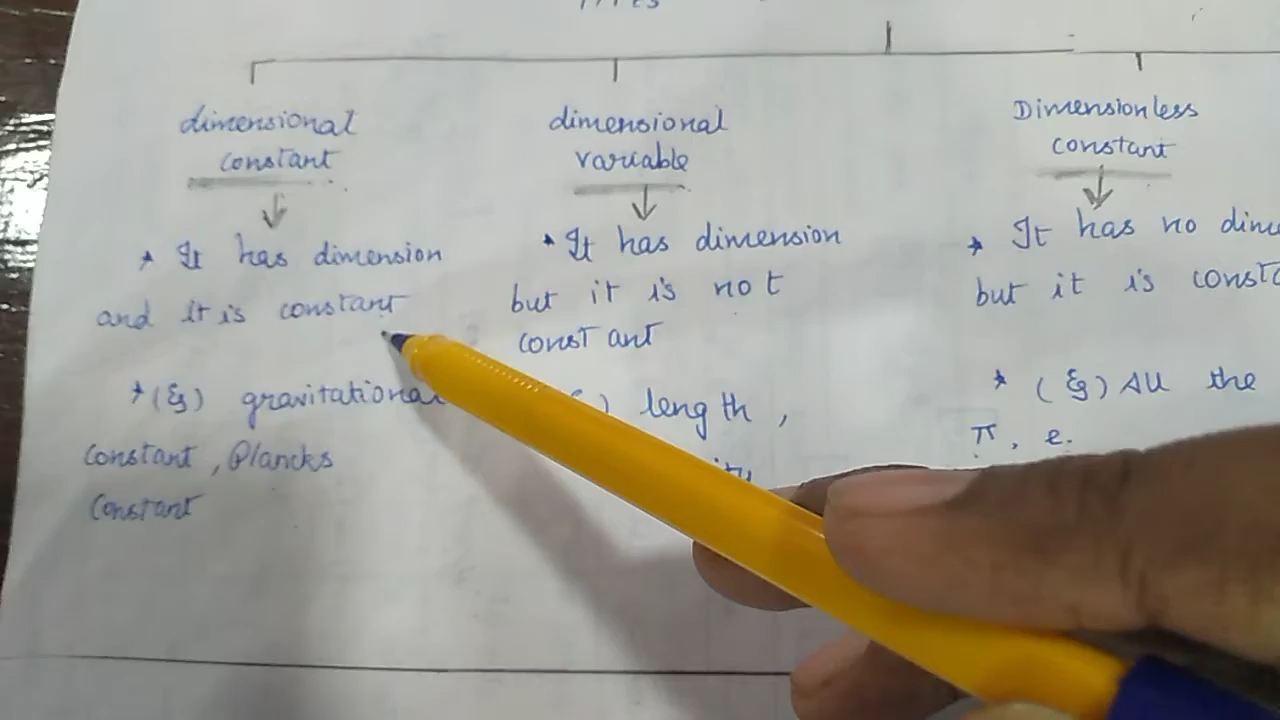 dimensional
constant
* It has dimension
and it is constant
* (Eg) gravitational
constant, Plancks
constant
dimensional
variable
* It has dimension
but it is not
constant
length,
Dimensionless
constant
* It has no
but it is
* (Eg) All the
π, e.